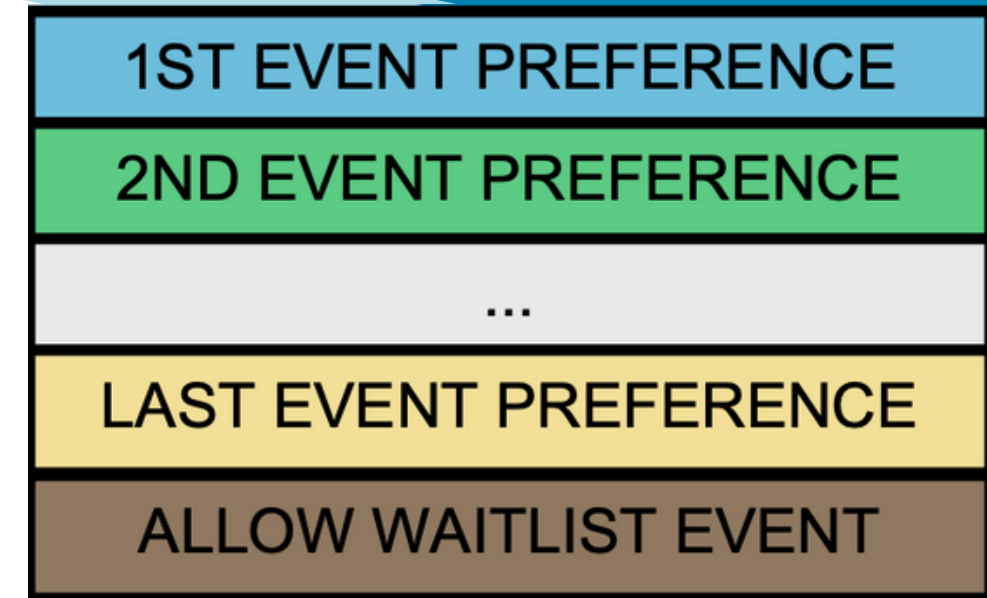 1ST EVENT PREFERENCE
2ND EVENT PREFERENCE
...
LAST EVENT PREFERENCE
ALLOW WAITLIST EVENT